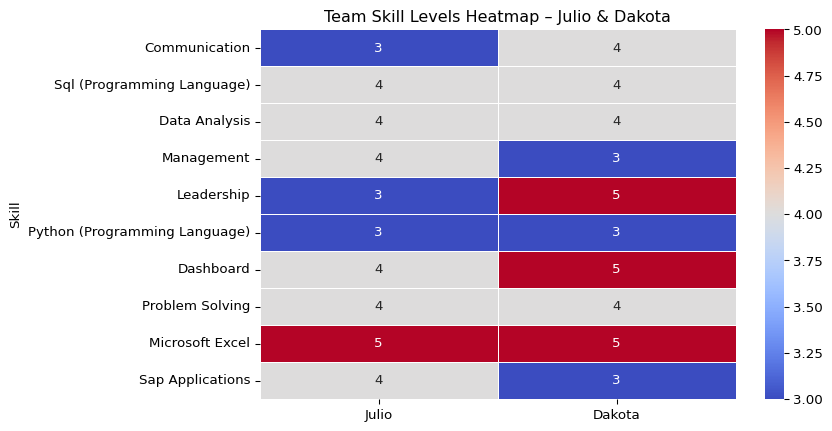 Team Skill Levels Heatmap – Julio & Dakota
Skill
Communication 3 4
Sql (Programming Language) 4 4
Data Analysis 4 4
Management 4 3
Leadership 3 5
Python (Programming Language) 3 3
Dashboard 4 5
Problem Solving 4 4
Microsoft Excel 5 5
Sap Applications 4 3
Julio Dakota
5.00
4.75
4.50
4.25
4.00
3.75
3.50
3.25
3.00